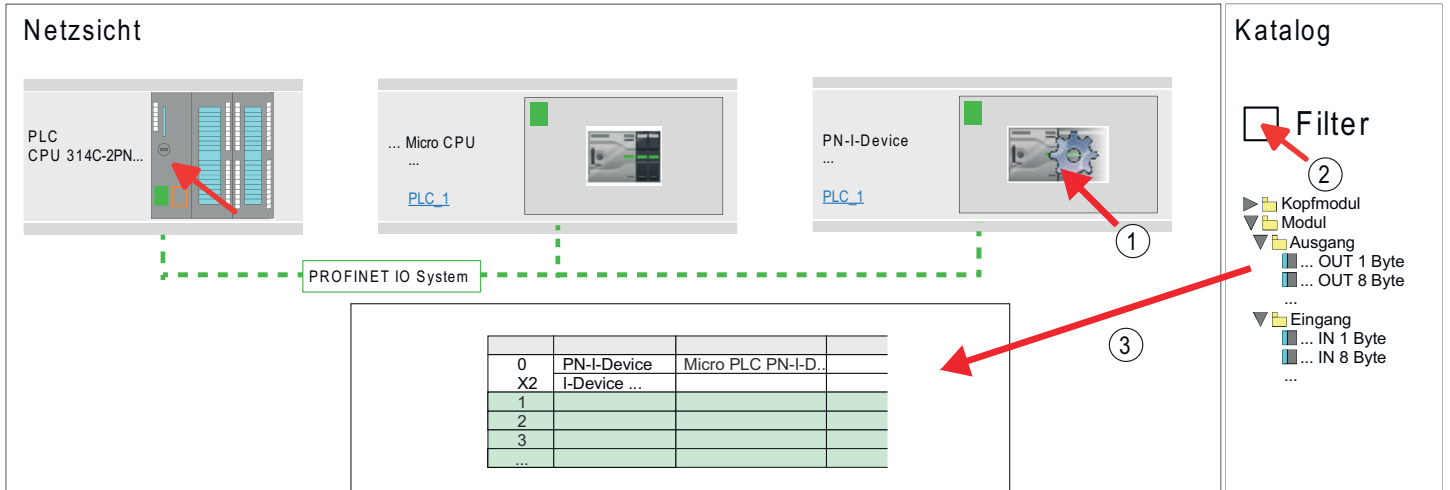 Netzsicht
PLC
CPU 314C-2PN...
... Micro CPU
...
PLC_1
PN-I-Device
...
PLC_1
1
PROFINET IO System
0 PN-I-Device Micro PLC PN-I-D..
X2 I-Device ...
1
2
3
...
3
Katalog
Filter
2
Kopfmodul
Modul
Ausgang
... OUT 1 Byte
... OUT 8 Byte
...
Eingang
... IN 1 Byte
... IN 8 Byte
...